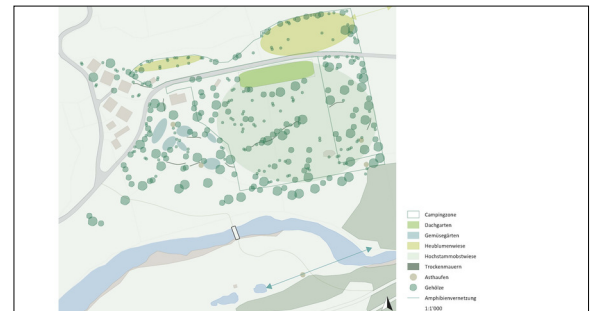 Campingzone
Dachgarten
Gemüsegärten
Heublumenwiese
Hochstammobstwiese
Trockenmauern
Asthaufen
Gehölze
Amphibienvernetzung
1:1'000